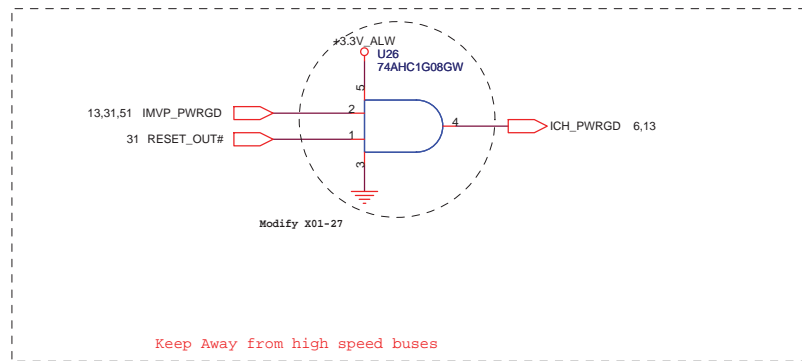 +3.3V_ALW
U26
74AHC1G08GW
5
13,31,51 IMVP_PWRGD 2
4 ICH_PWRGD 6,13
31 RESET_OUT# 1
3
Modify X01-27
Keep Away from high speed buses